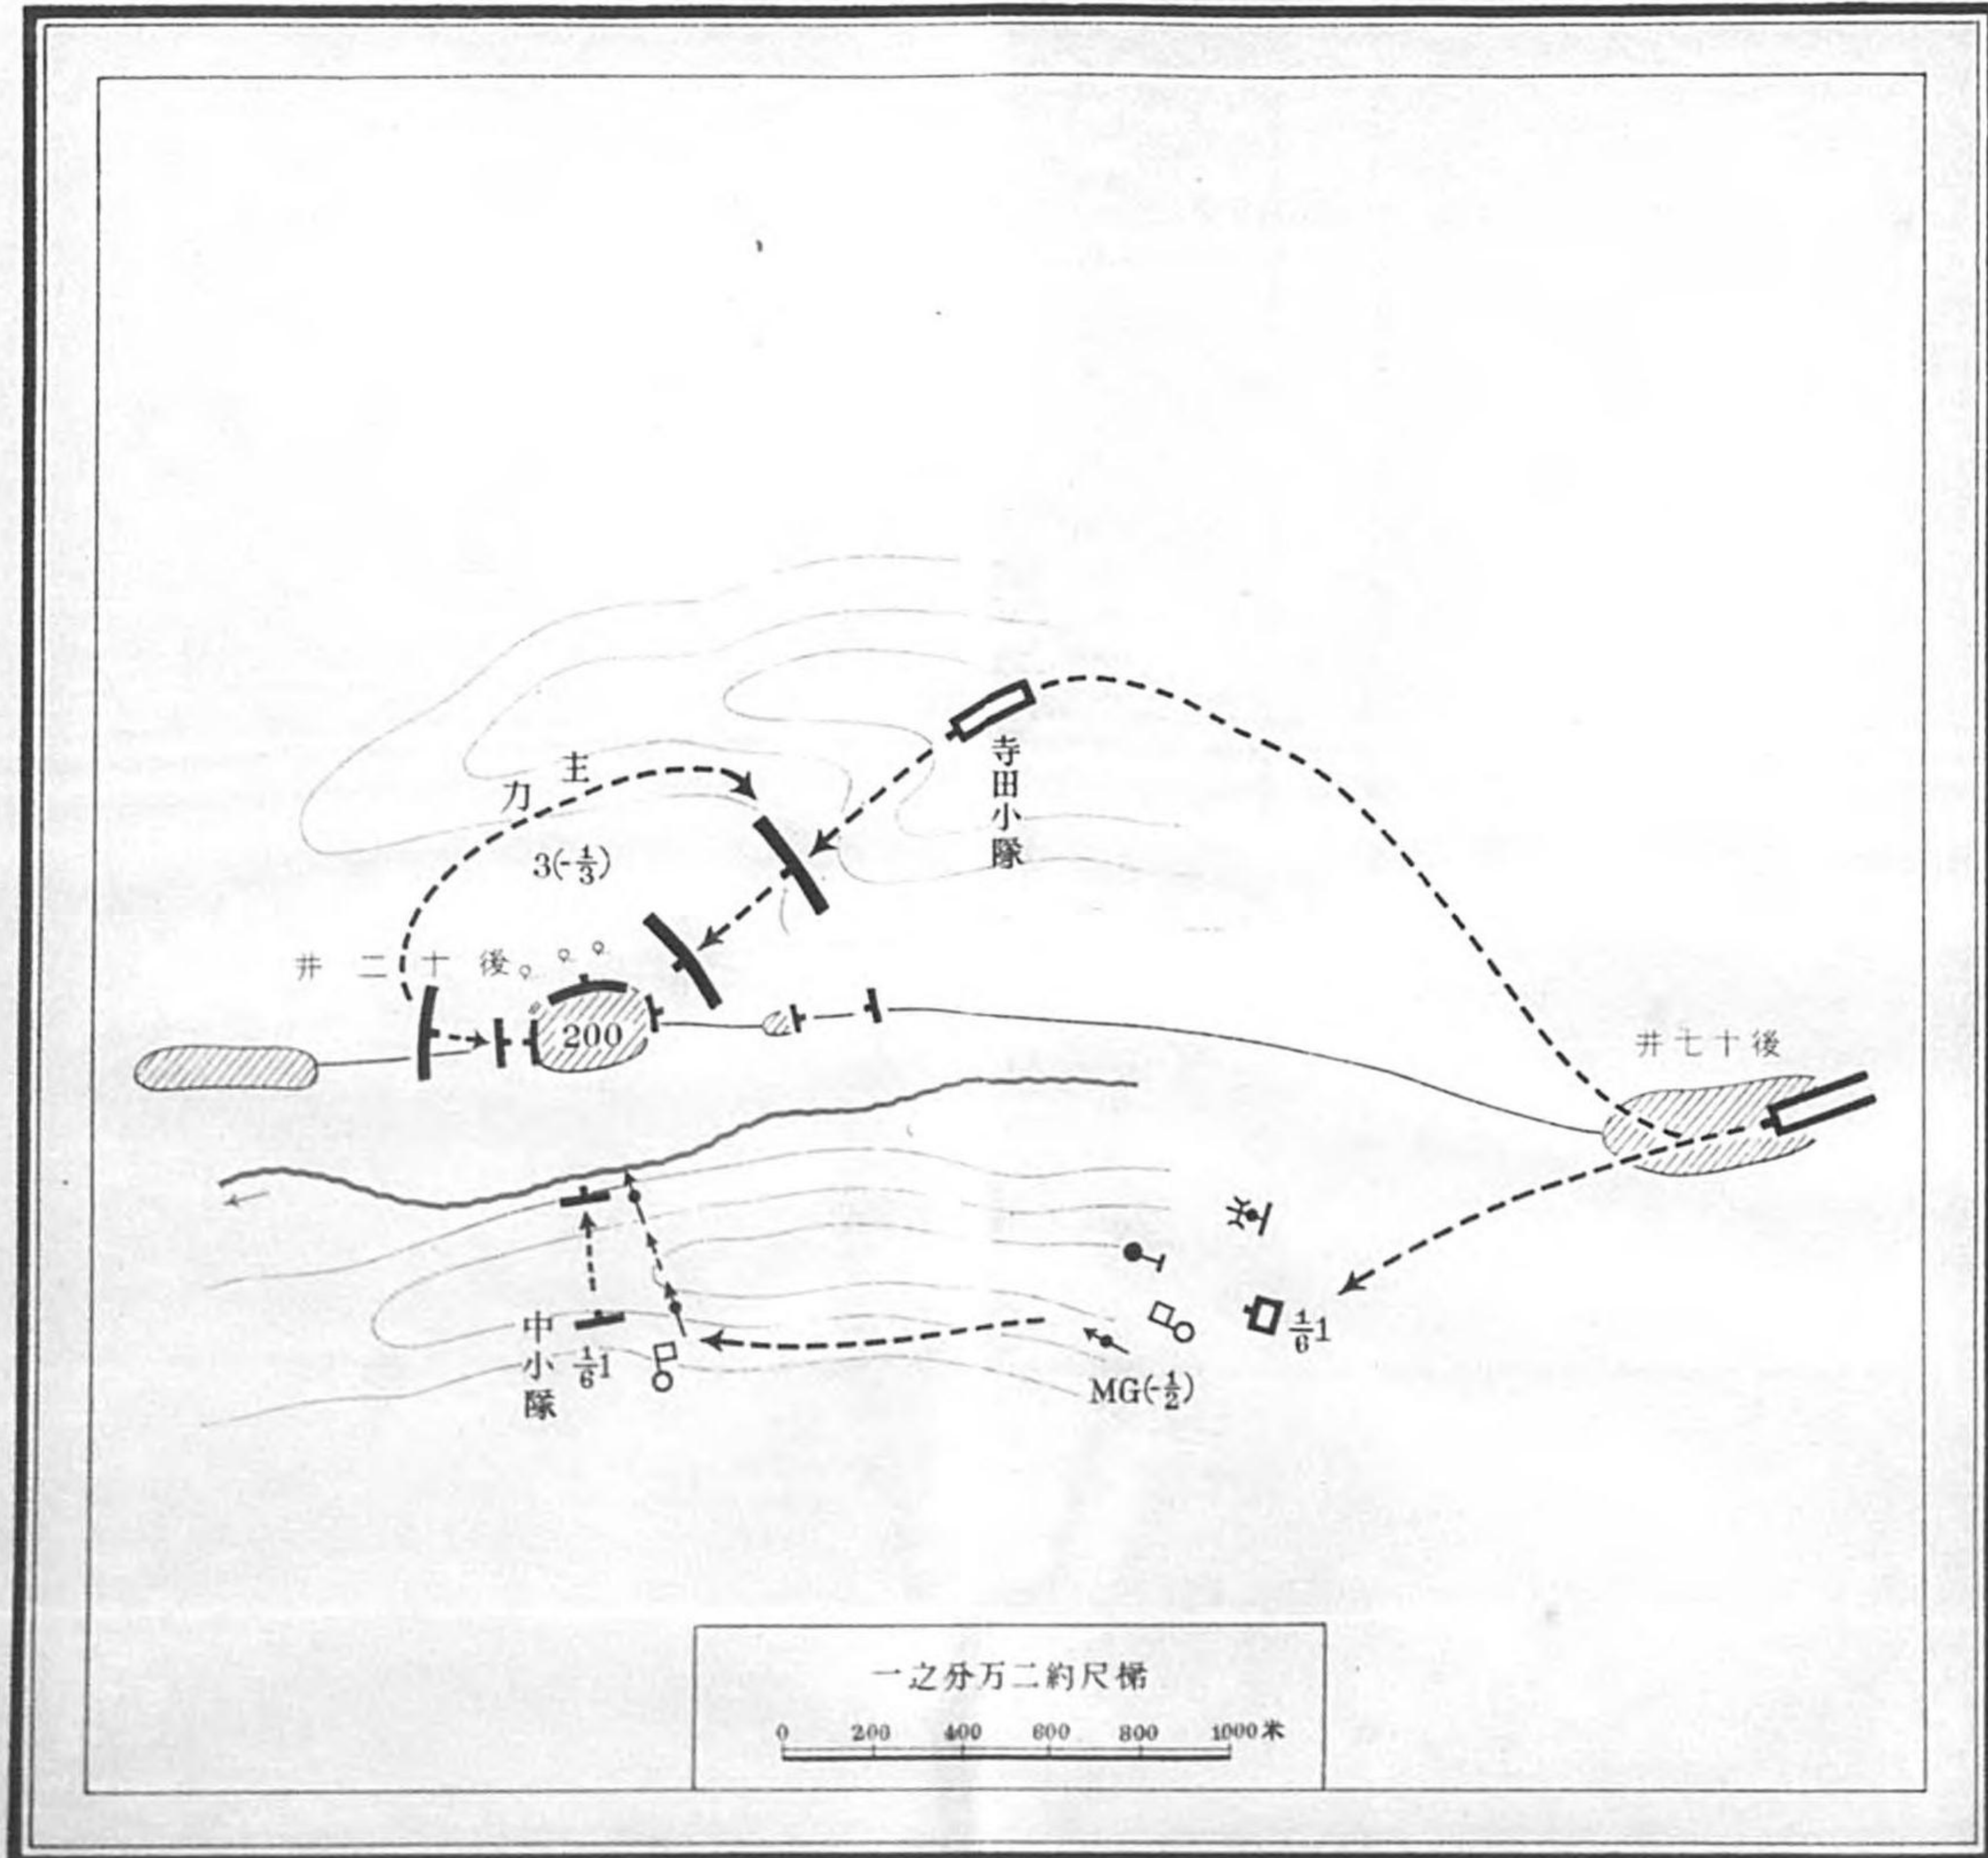 主力
寺田小隊
3(-1/3)
井二十後
200
井七十後
1/6 1
中小隊
1/6 1
MG(-1/2)
一之分万二約尺梯
0 200 400 600 800 1000米